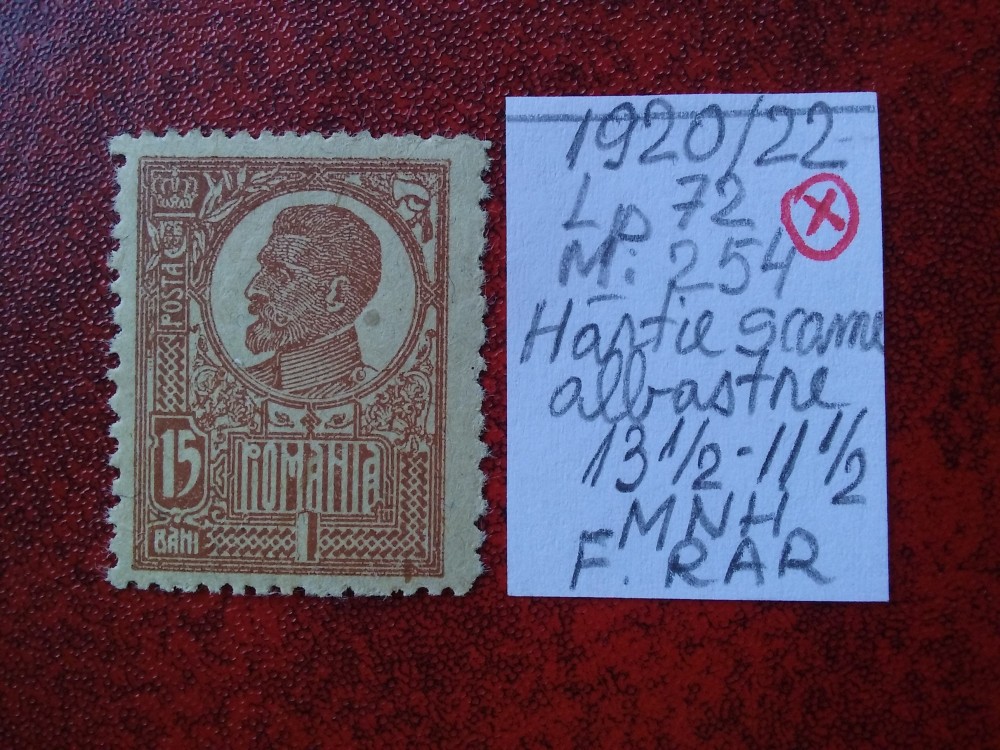 POSTA
15
ROMANIA
BANI
1920/22
Lp 72
X
M: 254
Hârtie scame
albastre
13 1/2 - 11 1/2
MNH
F. RAR